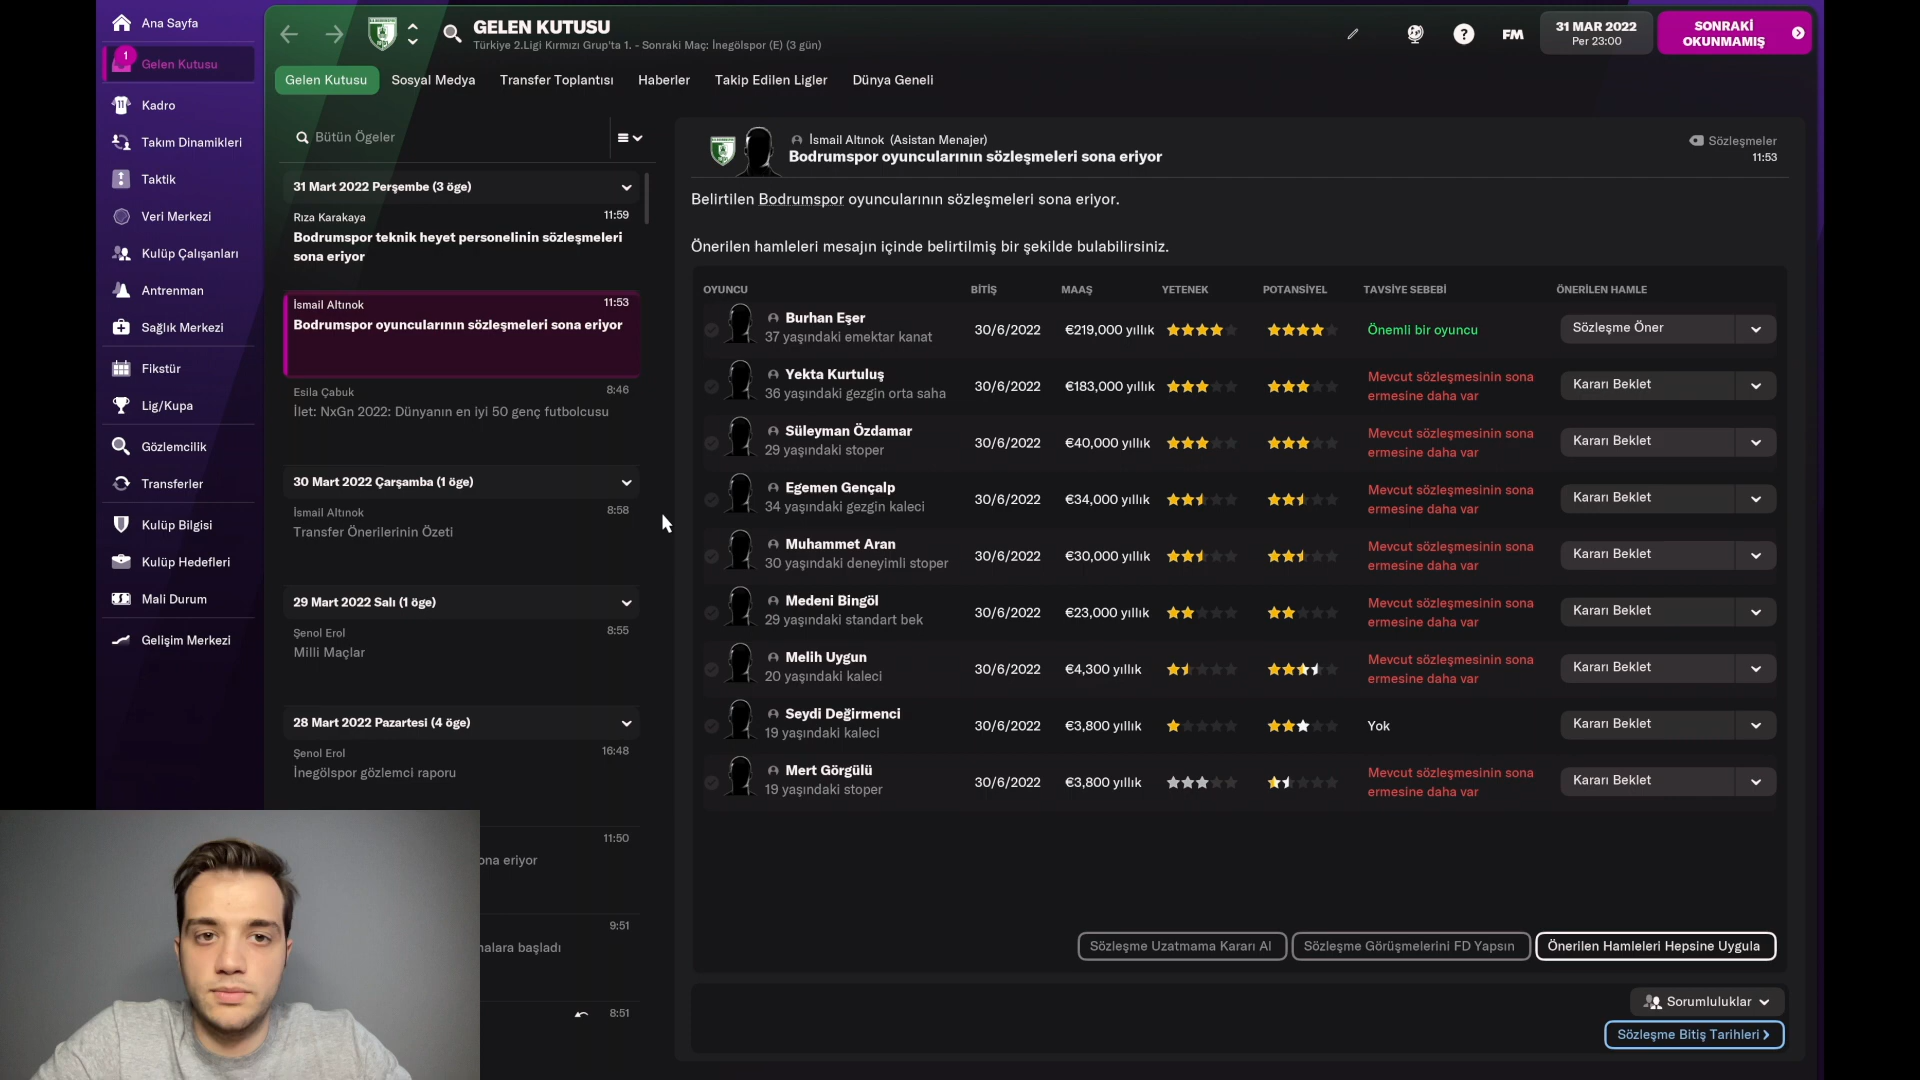 Ana Sayfa
1
Gelen Kutusu
Kadro
Takım Dinamikleri
Taktik
Veri Merkezi
Kulüp Çalışanları
Antrenman
Sağlık Merkezi
Fikstür
Lig/Kupa
Gözlemcilik
Transferler
Kulüp Bilgisi
Kulüp Hedefleri
Mali Durum
Gelişim Merkezi
GELEN KUTUSU
Türkiye 2.Ligi Kırmızı Grup'ta 1. - Sonraki Maç: İnegölspor (E) (3 gün)
FM
31 MAR 2022
Per 23:00
SONRAKİ
OKUNMAMIŞ
Gelen Kutusu
Sosyal Medya
Transfer Toplantısı
Haberler
Takip Edilen Ligler
Dünya Geneli
Bütün Ögeler
31 Mart 2022 Perşembe (3 öge)
Rıza Karakaya 11:59
Bodrumspor teknik heyet personelinin sözleşmeleri
sona eriyor
İsmail Altınok 11:53
Bodrumspor oyuncularının sözleşmeleri sona eriyor
Esila Çabuk 8:46
İlet: NxGn 2022: Dünyanın en iyi 50 genç futbolcusu
30 Mart 2022 Çarşamba (1 öge)
İsmail Altınok 8:58
Transfer Önerilerinin Özeti
29 Mart 2022 Salı (1 öge)
Şenol Erol 8:55
Milli Maçlar
28 Mart 2022 Pazartesi (4 öge)
Şenol Erol 16:48
İnegölspor gözlemci raporu
11:50
ona eriyor
9:51
nalara başladı
8:51
İsmail Altınok (Asistan Menajer)
Bodrumspor oyuncularının sözleşmeleri sona eriyor
Sözleşmeler
11:53
Belirtilen Bodrumspor oyuncularının sözleşmeleri sona eriyor.
Önerilen hamleleri mesajın içinde belirtilmiş bir şekilde bulabilirsiniz.
OYUNCU BİTİŞ MAAŞ YETENEK POTANSİYEL TAVSİYE SEBEBİ ÖNERİLEN HAMLE
Burhan Eşer
37 yaşındaki emektar kanat
30/6/2022 €219,000 yıllık Önemli bir oyuncu Sözleşme Öner
Yekta Kurtuluş
36 yaşındaki gezgin orta saha
30/6/2022 €183,000 yıllık Mevcut sözleşmesinin sona
ermesine daha var
Kararı Beklet
Süleyman Özdamar
29 yaşındaki stoper
30/6/2022 €40,000 yıllık Mevcut sözleşmesinin sona
ermesine daha var
Kararı Beklet
Egemen Gençalp
34 yaşındaki gezgin kaleci
30/6/2022 €34,000 yıllık Mevcut sözleşmesinin sona
ermesine daha var
Kararı Beklet
Muhammet Aran
30 yaşındaki deneyimli stoper
30/6/2022 €30,000 yıllık Mevcut sözleşmesinin sona
ermesine daha var
Kararı Beklet
Medeni Bingöl
29 yaşındaki standart bek
30/6/2022 €23,000 yıllık Mevcut sözleşmesinin sona
ermesine daha var
Kararı Beklet
Melih Uygun
20 yaşındaki kaleci
30/6/2022 €4,300 yıllık Mevcut sözleşmesinin sona
ermesine daha var
Kararı Beklet
Seydi Değirmenci
19 yaşındaki kaleci
30/6/2022 €3,800 yıllık Yok Kararı Beklet
Mert Görgülü
19 yaşındaki stoper
30/6/2022 €3,800 yıllık Mevcut sözleşmesinin sona
ermesine daha var
Kararı Beklet
Sözleşme Uzatmama Kararı Al
Sözleşme Görüşmelerini FD Yapsın
Önerilen Hamleleri Hepsine Uygula
Sorumluluklar
Sözleşme Bitiş Tarihleri